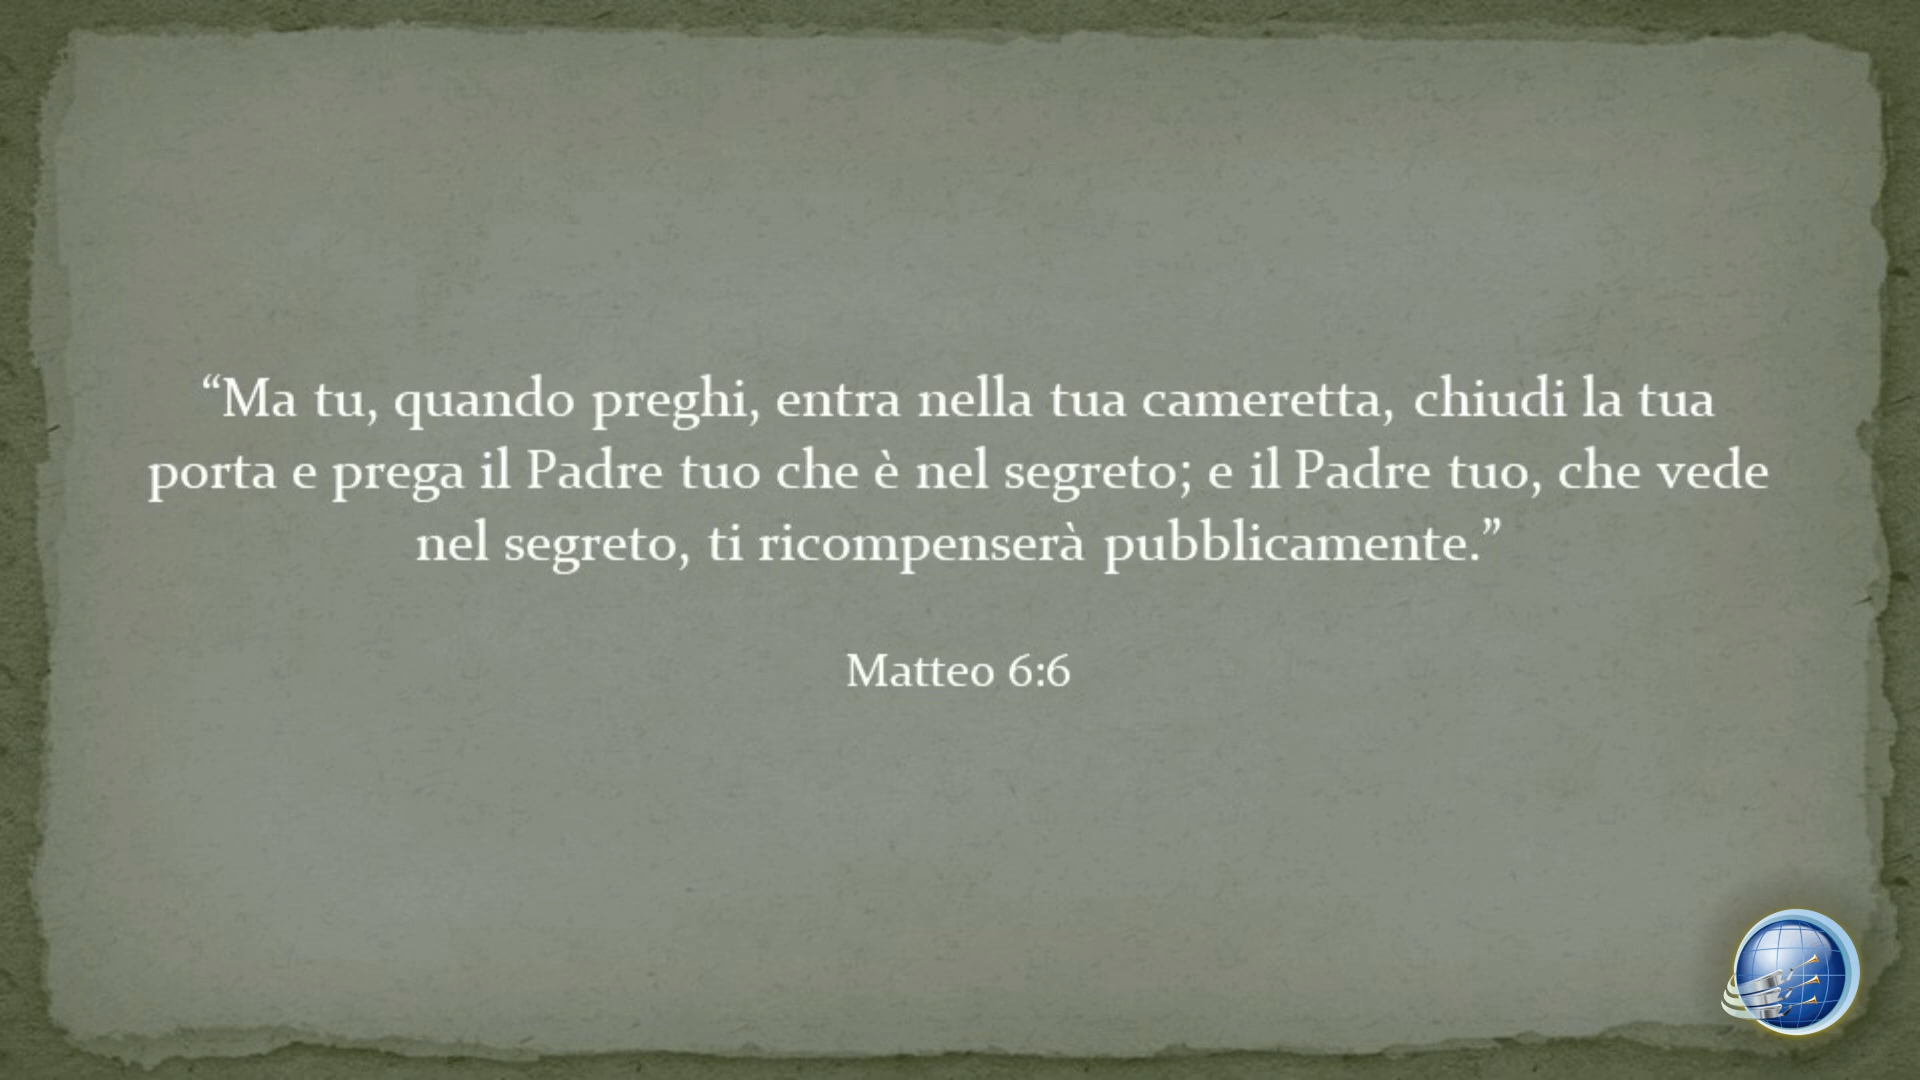 “Ma tu, quando preghi, entra nella tua cameretta, chiudi la tua
porta e prega il Padre tuo che è nel segreto; e il Padre tuo, che vede
nel segreto, ti ricompenserà pubblicamente.”
Matteo 6:6